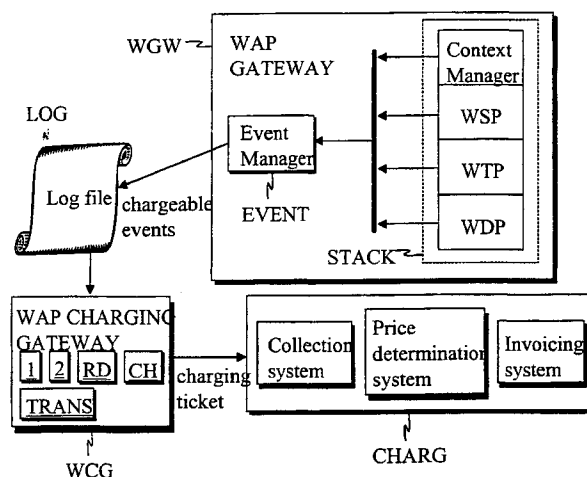 WGW
WAP
GATEWAY
Context
Manager
WSP
WTP
WDP
STACK
Event
Manager
EVENT
LOG
Log file
chargeable
events
WAP CHARGING
GATEWAY
1 2 RD CH
TRANS
WCG
charging
ticket
Collection
system
Price
determination
system
Invoicing
system
CHARG